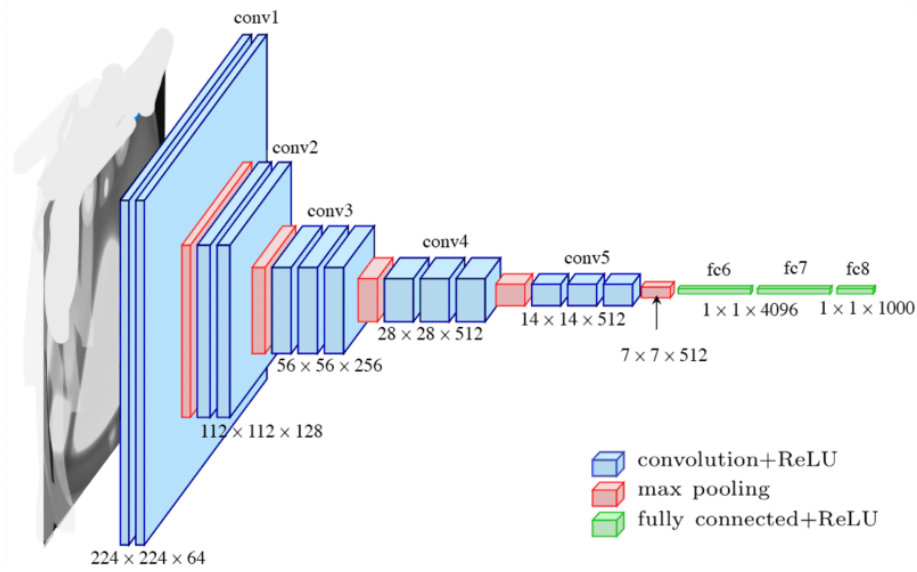 conv1
conv2
conv3
conv4
conv5
fc6
fc7
fc8
1 × 1 × 4096
1 × 1 × 1000
28 × 28 × 512
14 × 14 × 512
7 × 7 × 512
56 × 56 × 256
112 × 112 × 128
224 × 224 × 64
convolution+ReLU
max pooling
fully connected+ReLU